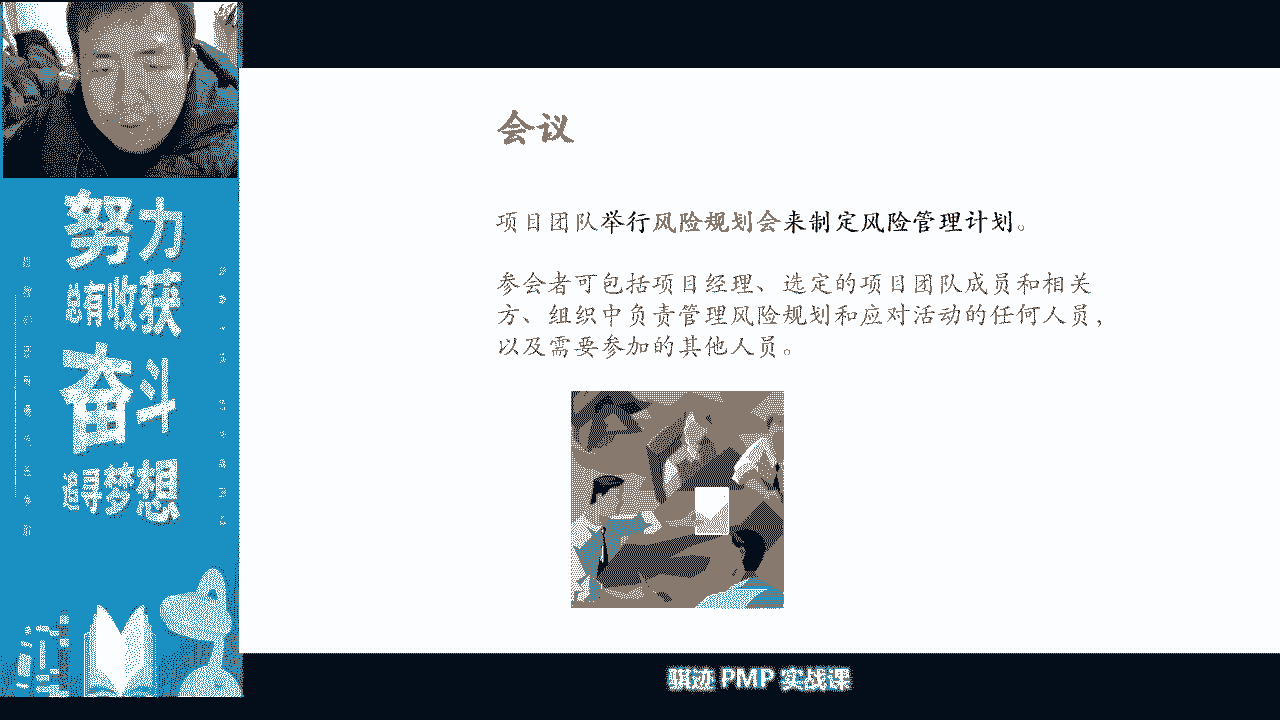 努力
总有收获
奋斗
追寻梦想
会议
项目团队举行风险规划会来制定风险管理计划。
参会者可包括项目经理、选定的项目团队成员和相关
方、组织中负责管理风险规划和应对活动的任何人员，
以及需要参加的其他人员。
骐迹 PMP 实战课